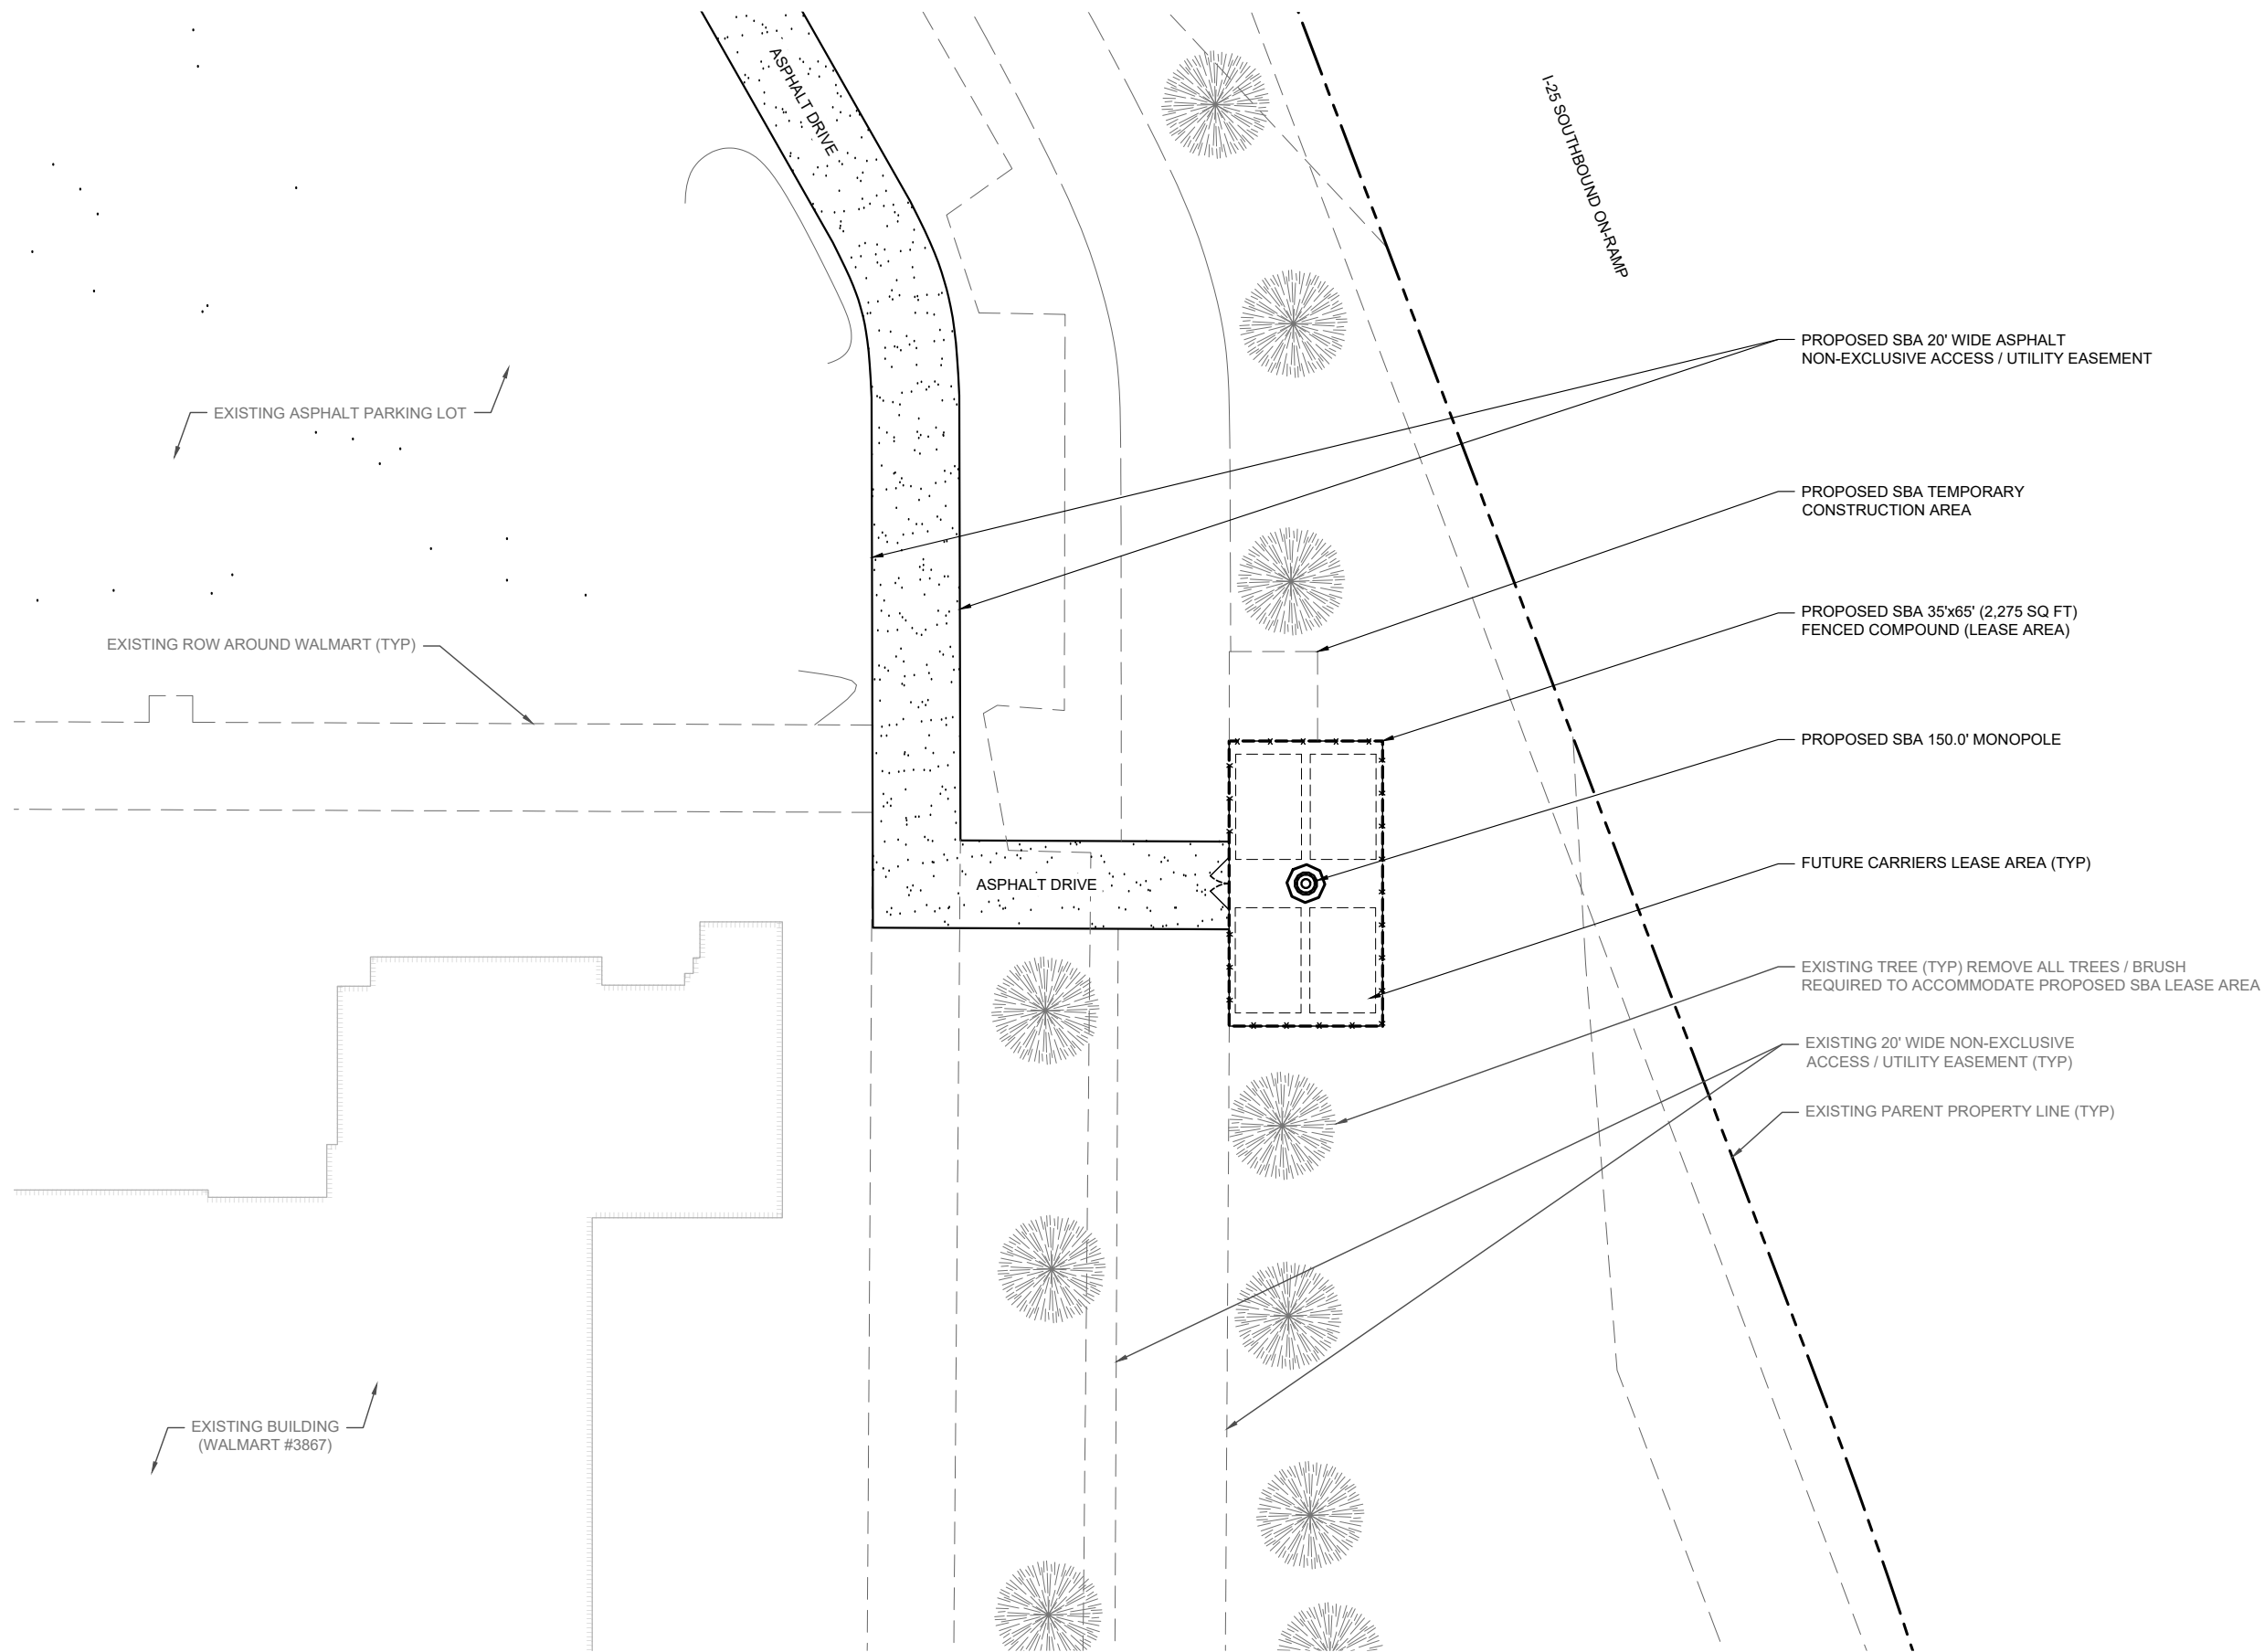 ASPHALT DRIVE
I-25 SOUTHBOUND ON-RAMP
PROPOSED SBA 20' WIDE ASPHALT
NON-EXCLUSIVE ACCESS / UTILITY EASEMENT
EXISTING ASPHALT PARKING LOT
PROPOSED SBA TEMPORARY
CONSTRUCTION AREA
PROPOSED SBA 35'x65' (2,275 SQ FT)
FENCED COMPOUND (LEASE AREA)
EXISTING ROW AROUND WALMART (TYP)
PROPOSED SBA 150.0' MONOPOLE
FUTURE CARRIERS LEASE AREA (TYP)
ASPHALT DRIVE
EXISTING TREE (TYP) REMOVE ALL TREES / BRUSH
REQUIRED TO ACCOMMODATE PROPOSED SBA LEASE AREA
EXISTING 20' WIDE NON-EXCLUSIVE
ACCESS / UTILITY EASEMENT (TYP)
EXISTING PARENT PROPERTY LINE (TYP)
EXISTING BUILDING
(WALMART #3867)